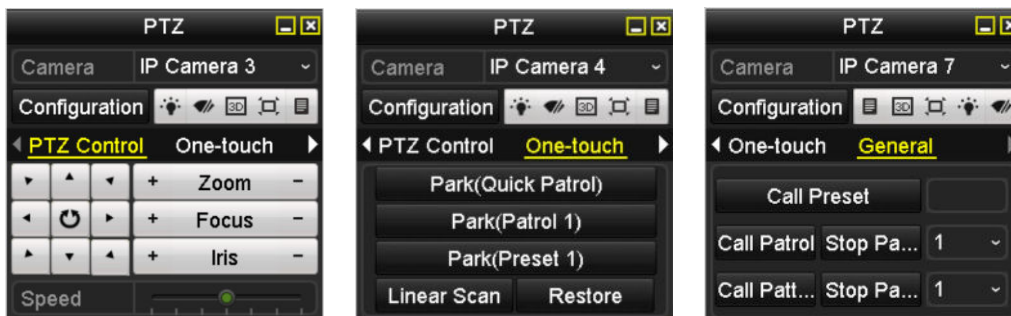 PTZ
Camera IP Camera 3
Configuration 3D
PTZ Control One-touch
+ Zoom -
+ Focus -
+ Iris -
Speed
PTZ
Camera IP Camera 4
Configuration 3D
PTZ Control One-touch
Park(Quick Patrol)
Park(Patrol 1)
Park(Preset 1)
Linear Scan Restore
PTZ
Camera IP Camera 7
Configuration 3D
One-touch General
Call Preset
Call Patrol Stop Pa... 1
Call Patt... Stop Pa... 1